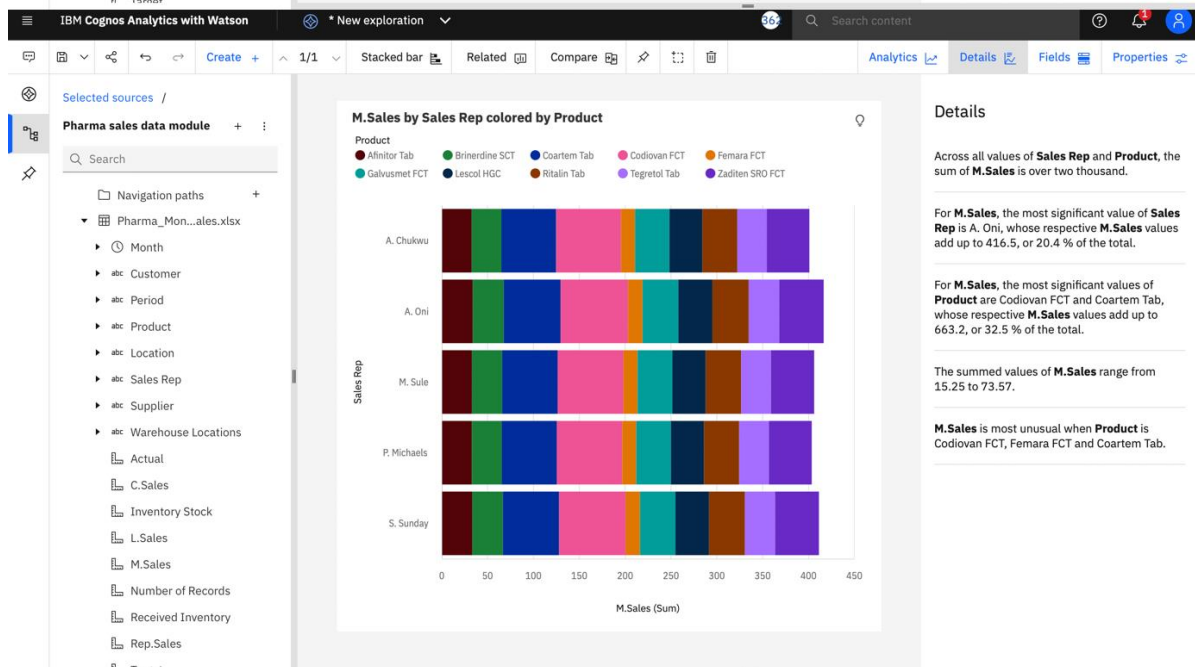 IBM Cognos Analytics with Watson
* New exploration
362
Search content
1
Create +
1/1
Stacked bar
Related
Compare
Analytics
Details
Fields
Properties
Selected sources /
Pharma sales data module
Search
Navigation paths
Pharma_Mon...ales.xlsx
Month
abc Customer
abc Period
abc Product
abc Location
abc Sales Rep
abc Supplier
abc Warehouse Locations
Actual
C.Sales
Inventory Stock
L.Sales
M.Sales
Number of Records
Received Inventory
Rep.Sales
M.Sales by Sales Rep colored by Product
Product
Afinitor Tab Brinerdine SCT Coartem Tab Codiovan FCT Femara FCT
Galvusmet FCT Lescol HGC Ritalin Tab Tegretol Tab Zaditen SRO FCT
Sales Rep
A. Chukwu
A. Oni
M. Sule
P. Michaels
S. Sunday
0 50 100 150 200 250 300 350 400 450
M.Sales (Sum)
Details
Across all values of Sales Rep and Product, the
sum of M.Sales is over two thousand.
For M.Sales, the most significant value of Sales
Rep is A. Oni, whose respective M.Sales values
add up to 416.5, or 20.4 % of the total.
For M.Sales, the most significant values of
Product are Codiovan FCT and Coartem Tab,
whose respective M.Sales values add up to
663.2, or 32.5 % of the total.
The summed values of M.Sales range from
15.25 to 73.57.
M.Sales is most unusual when Product is
Codiovan FCT, Femara FCT and Coartem Tab.